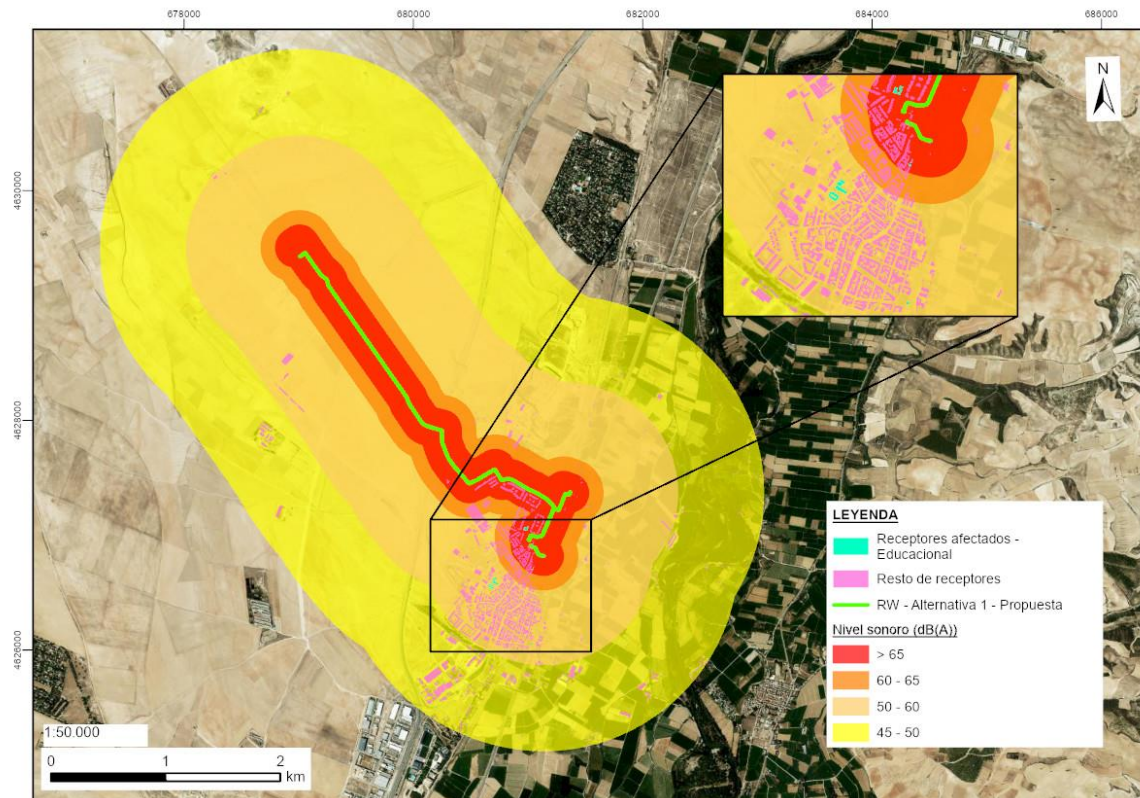 678000
680000
682000
684000
686000
N
4630000
4628000
4626000
LEYENDA
Receptores afectados -
Educacional
Resto de receptores
RW - Alternativa 1 - Propuesta
Nivel sonoro (dB(A))
> 65
60 - 65
50 - 60
45 - 50
1:50.000
0 1 2
km